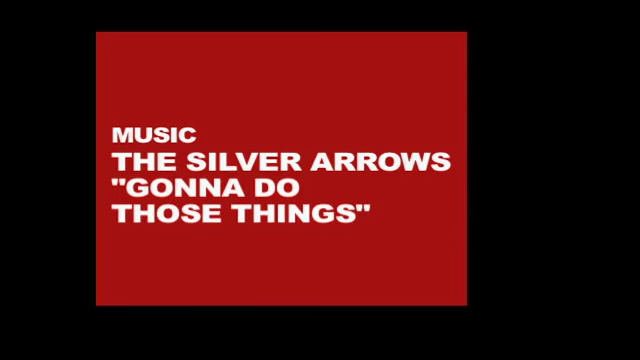 MUSIC
THE SILVER ARROWS
"GONNA DO
THOSE THINGS"